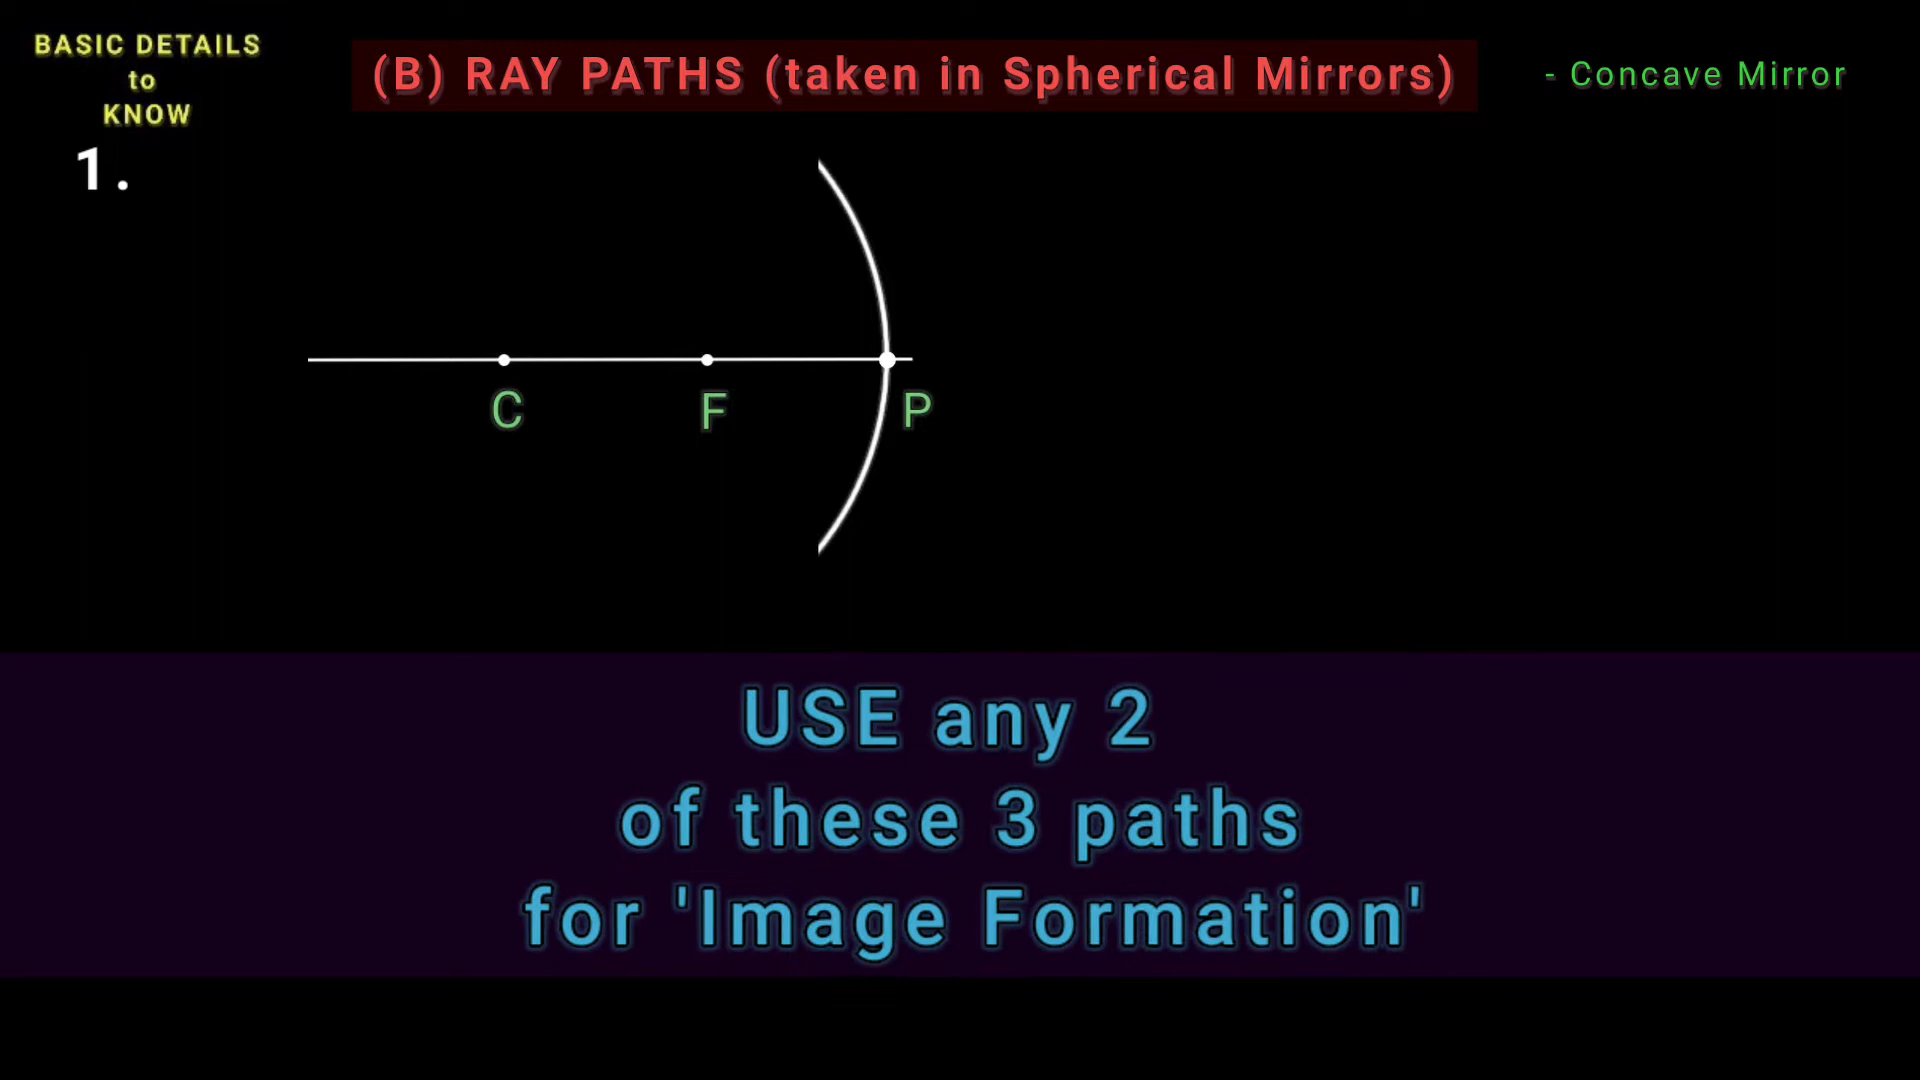 BASIC DETAILS
to
KNOW
(B) RAY PATHS (taken in Spherical Mirrors)
- Concave Mirror
1.
C
F
P
USE any 2
of these 3 paths
for 'Image Formation'